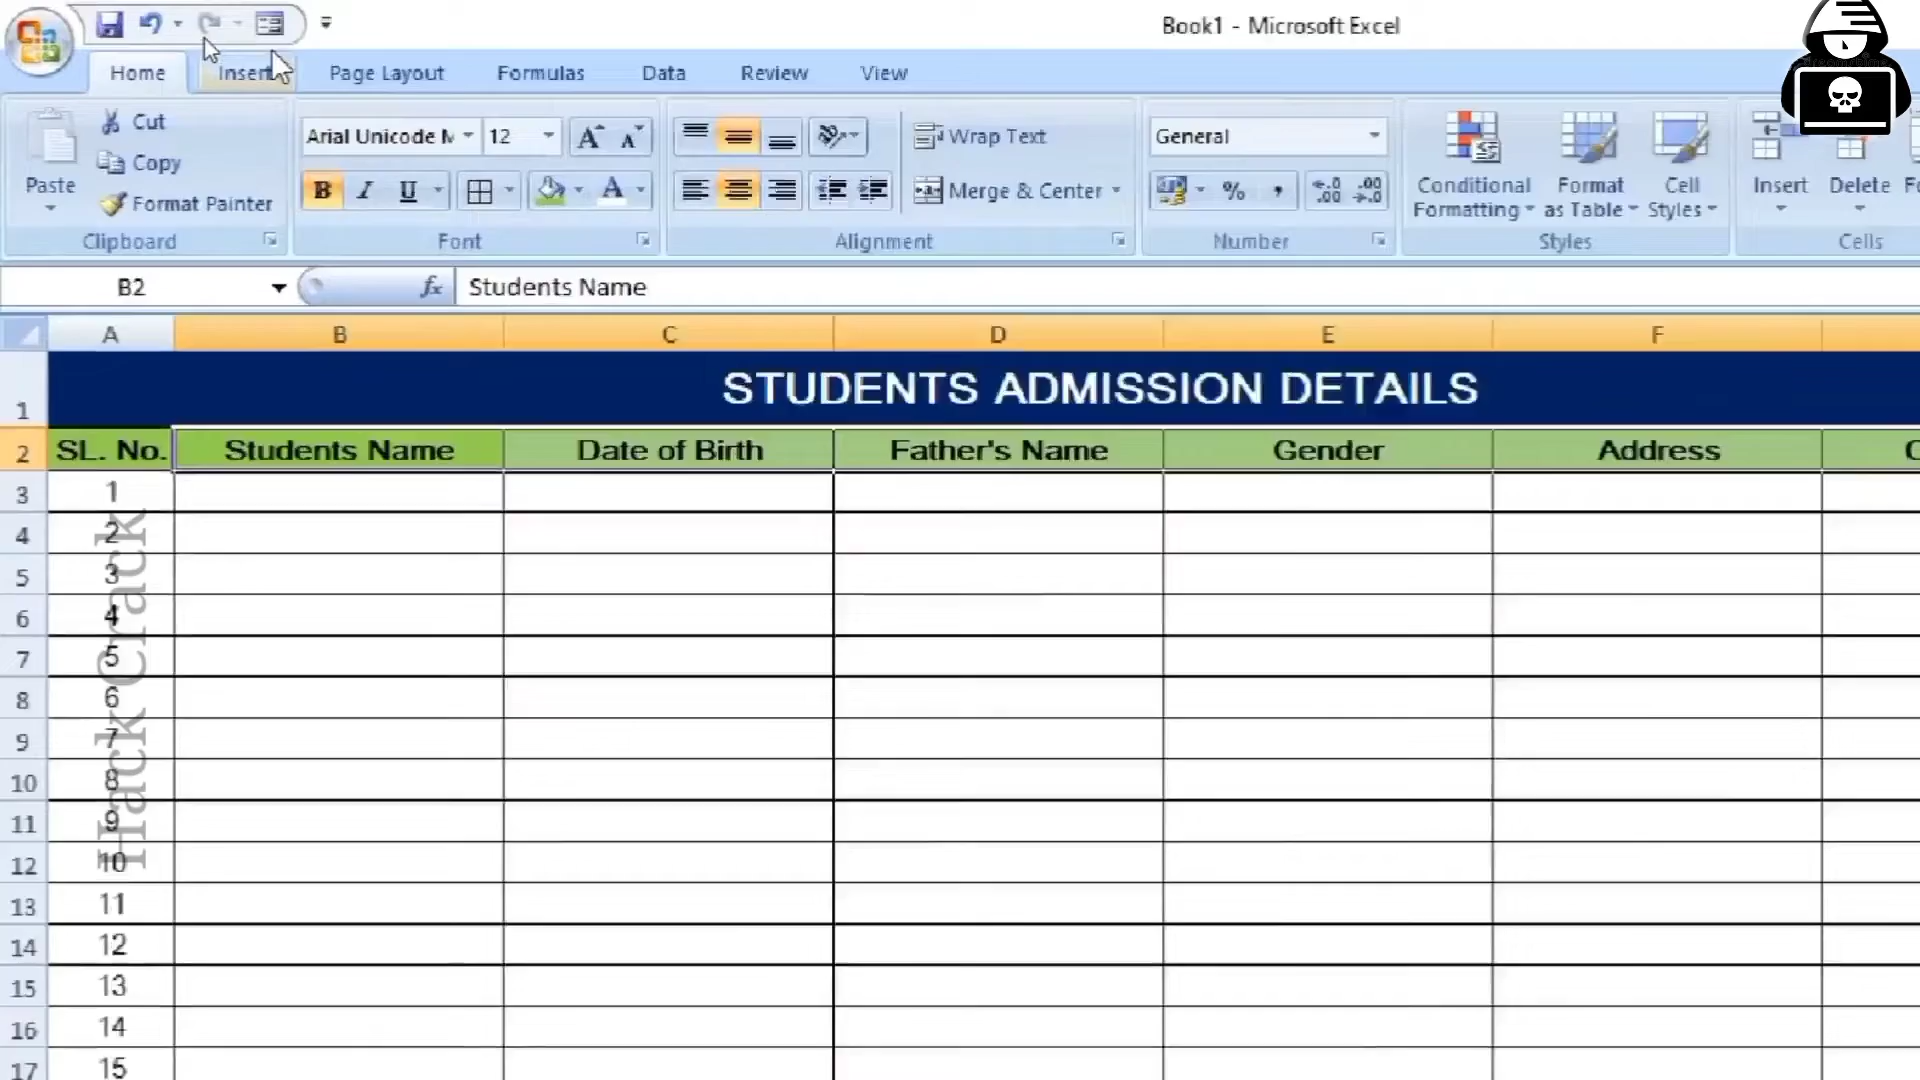 Book1 - Microsoft Excel
Home Insert Page Layout Formulas Data Review View
Cut
Copy
Format Painter
Paste
Clipboard
Arial Unicode M 12
B I U A
Font
Wrap Text
Merge & Center
Alignment
General
%
Number
Conditional Formatting
Format as Table
Cell Styles
Styles
Insert
Delete
Cells
B2 fx Students Name
A B C D E F
1 STUDENTS ADMISSION DETAILS
2 SL. No. Students Name Date of Birth Father's Name Gender Address
3 1
4 2
5 3
6 4
7 5
8 6
9 7
10 8
11 9
12 10
13 11
14 12
15 13
16 14
17 15
Hack Crack